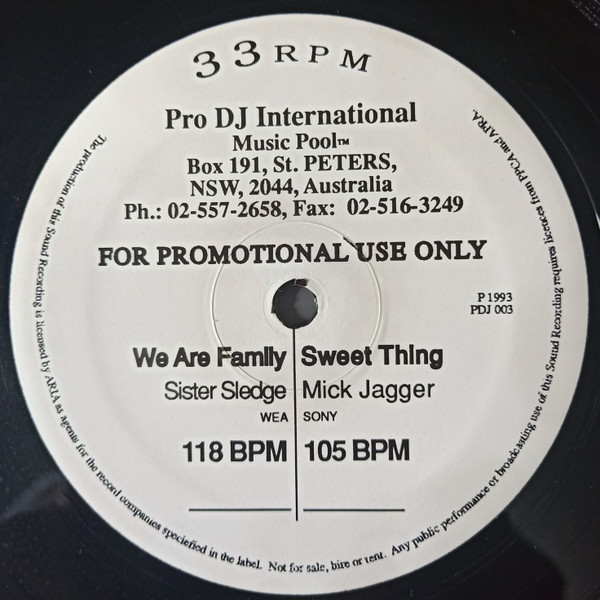 33 RPM
Pro DJ International
Music Pool™
Box 191, St. PETERS,
NSW, 2044, Australia
Ph.: 02-557-2658, Fax: 02-516-3249
FOR PROMOTIONAL USE ONLY
P 1993
PDJ 003
We Are Family
Sister Sledge
WEA
118 BPM
Sweet Thing
Mick Jagger
SONY
105 BPM
The production of this Sound Recording is licensed by ARIA as agents for the record companies speciefied in the label. Not for sale, hire or rent. Any public performance or broadcasting use of this Sound Recording requires licences from PPCA and APRA.